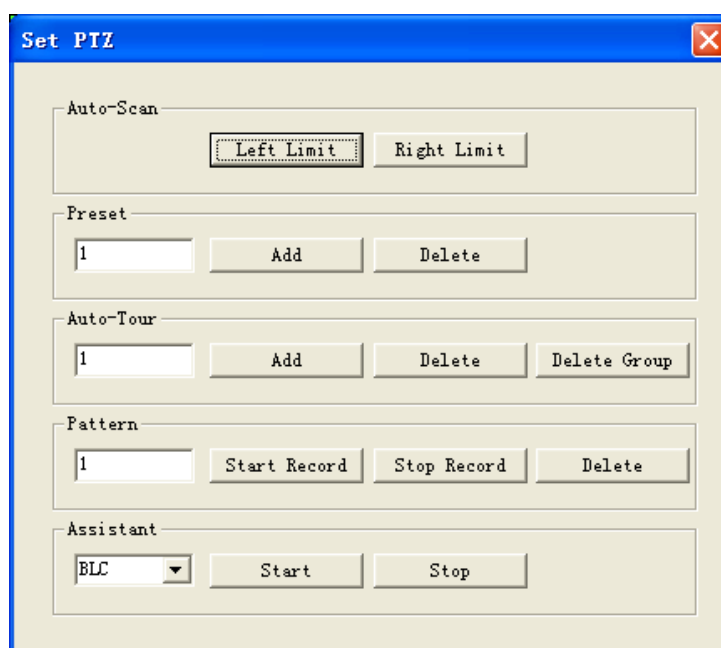 Set PTZ
Auto-Scan
Left Limit Right Limit
Preset
1 Add Delete
Auto-Tour
1 Add Delete Delete Group
Pattern
1 Start Record Stop Record Delete
Assistant
BLC Start Stop